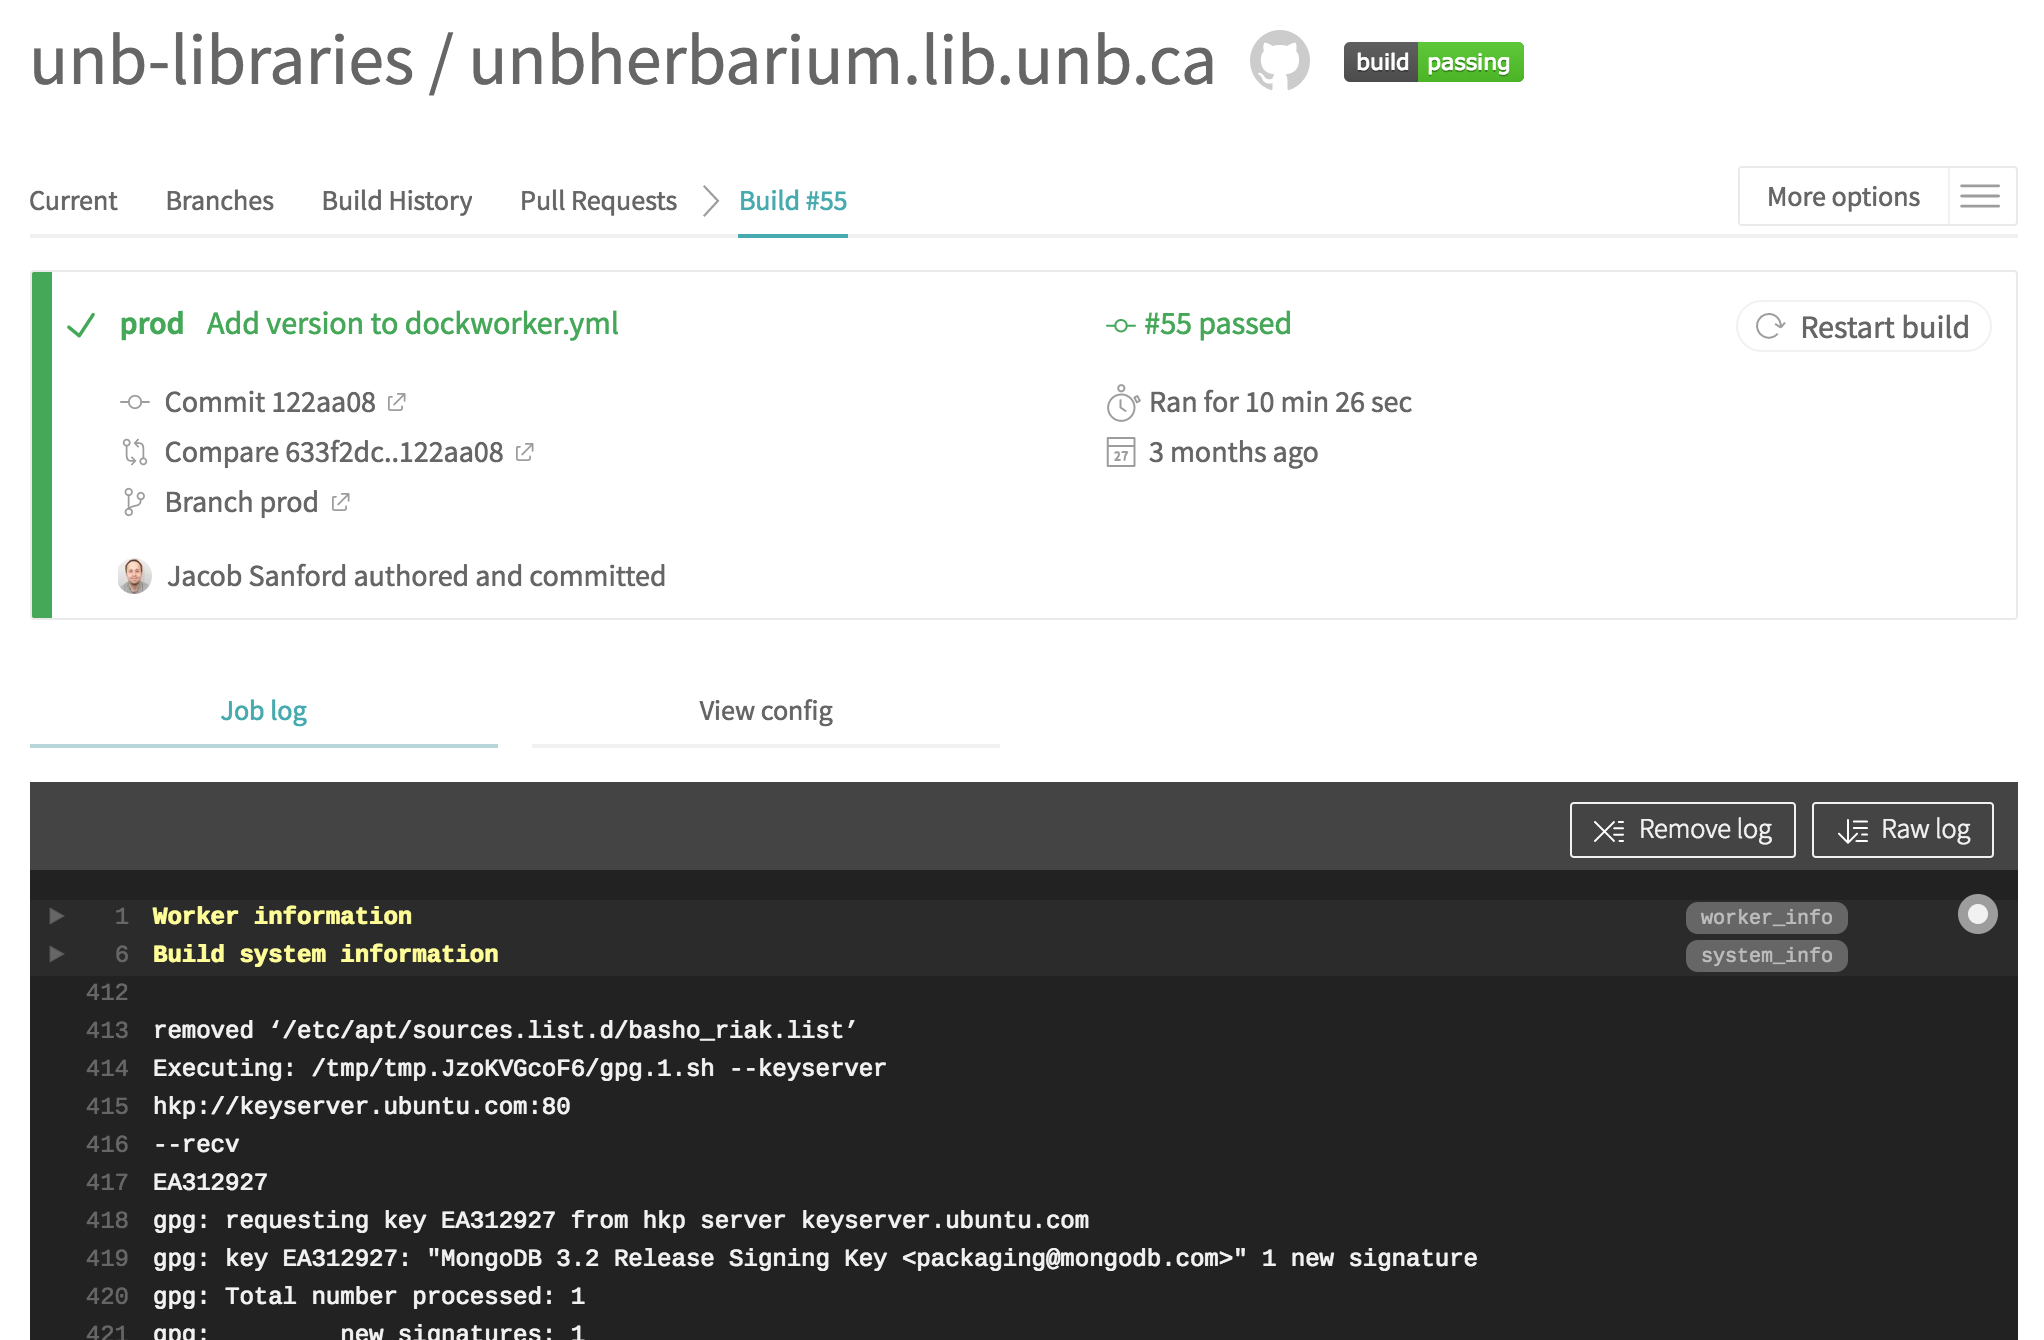 unb-libraries / unbherbarium.lib.unb.ca build passing
Current Branches Build History Pull Requests Build #55 More options
prod Add version to dockworker.yml #55 passed Restart build
Commit 122aa08 Ran for 10 min 26 sec
Compare 633f2dc..122aa08 27 3 months ago
Branch prod
Jacob Sanford authored and committed
Job log View config
Remove log Raw log
1 Worker information worker_info
6 Build system information system_info
412
413 removed ‘/etc/apt/sources.list.d/basho_riak.list’
414 Executing: /tmp/tmp.JzoKVGcoF6/gpg.1.sh --keyserver
415 hkp://keyserver.ubuntu.com:80
416 --recv
417 EA312927
418 gpg: requesting key EA312927 from hkp server keyserver.ubuntu.com
419 gpg: key EA312927: "MongoDB 3.2 Release Signing Key <packaging@mongodb.com>" 1 new signature
420 gpg: Total number processed: 1
421 gpg: new signatures: 1